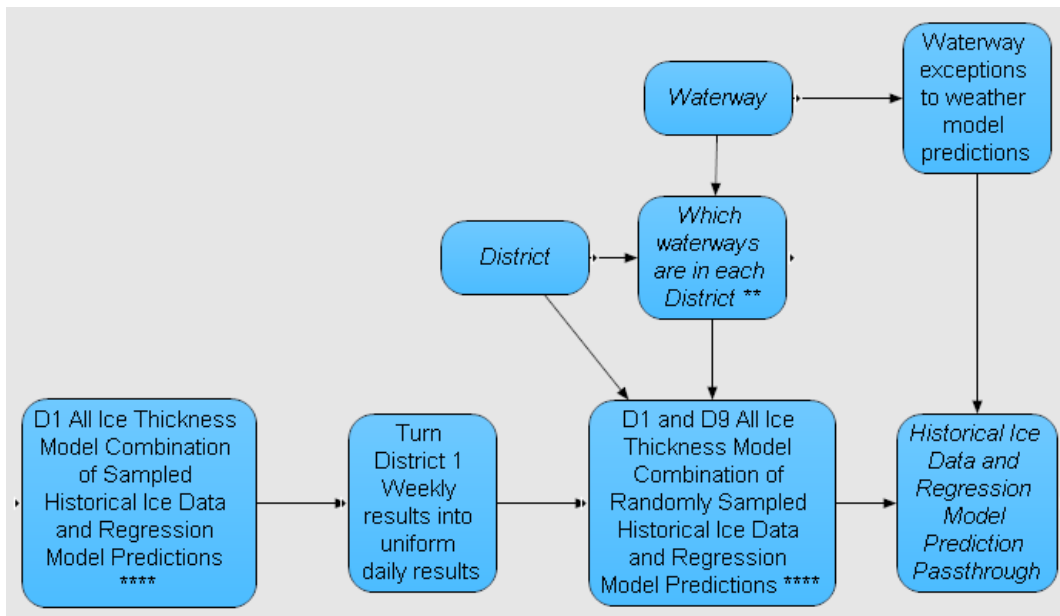 Waterway
exceptions
to weather
model
predictions
Waterway
Which
waterways
are in each
District **
District
D1 All Ice Thickness
Model Combination
of Sampled
Historical Ice Data
and Regression
Model Predictions
****
Turn
District 1
Weekly
results into
uniform
daily results
D1 and D9 All Ice
Thickness Model
Combination of
Randomly Sampled
Historical Ice Data
and Regression
Model Predictions ****
Historical Ice
Data and
Regression
Model
Prediction
Passthrough